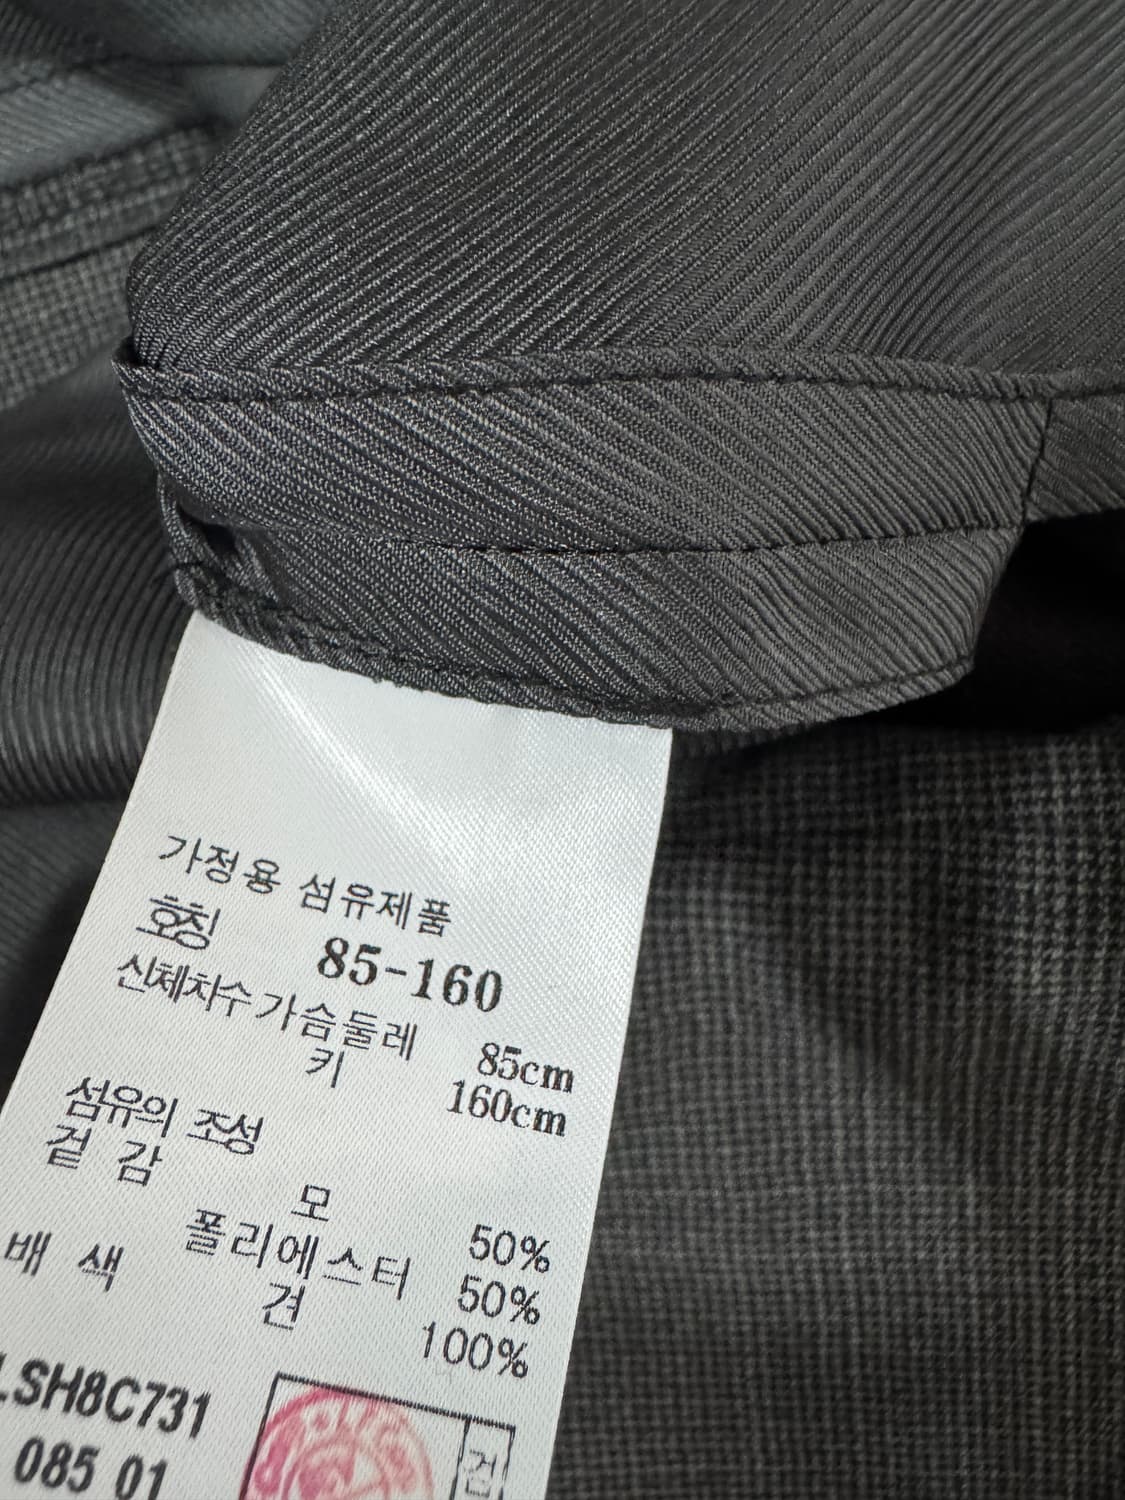 가정용 섬유제품
호칭 85-160
신체치수 가슴둘레 85cm
키 160cm
섬유의 조성
겉 감 모 50%
폴리에스터 50%
배 색 견 100%
LSH8C731
085 01
검